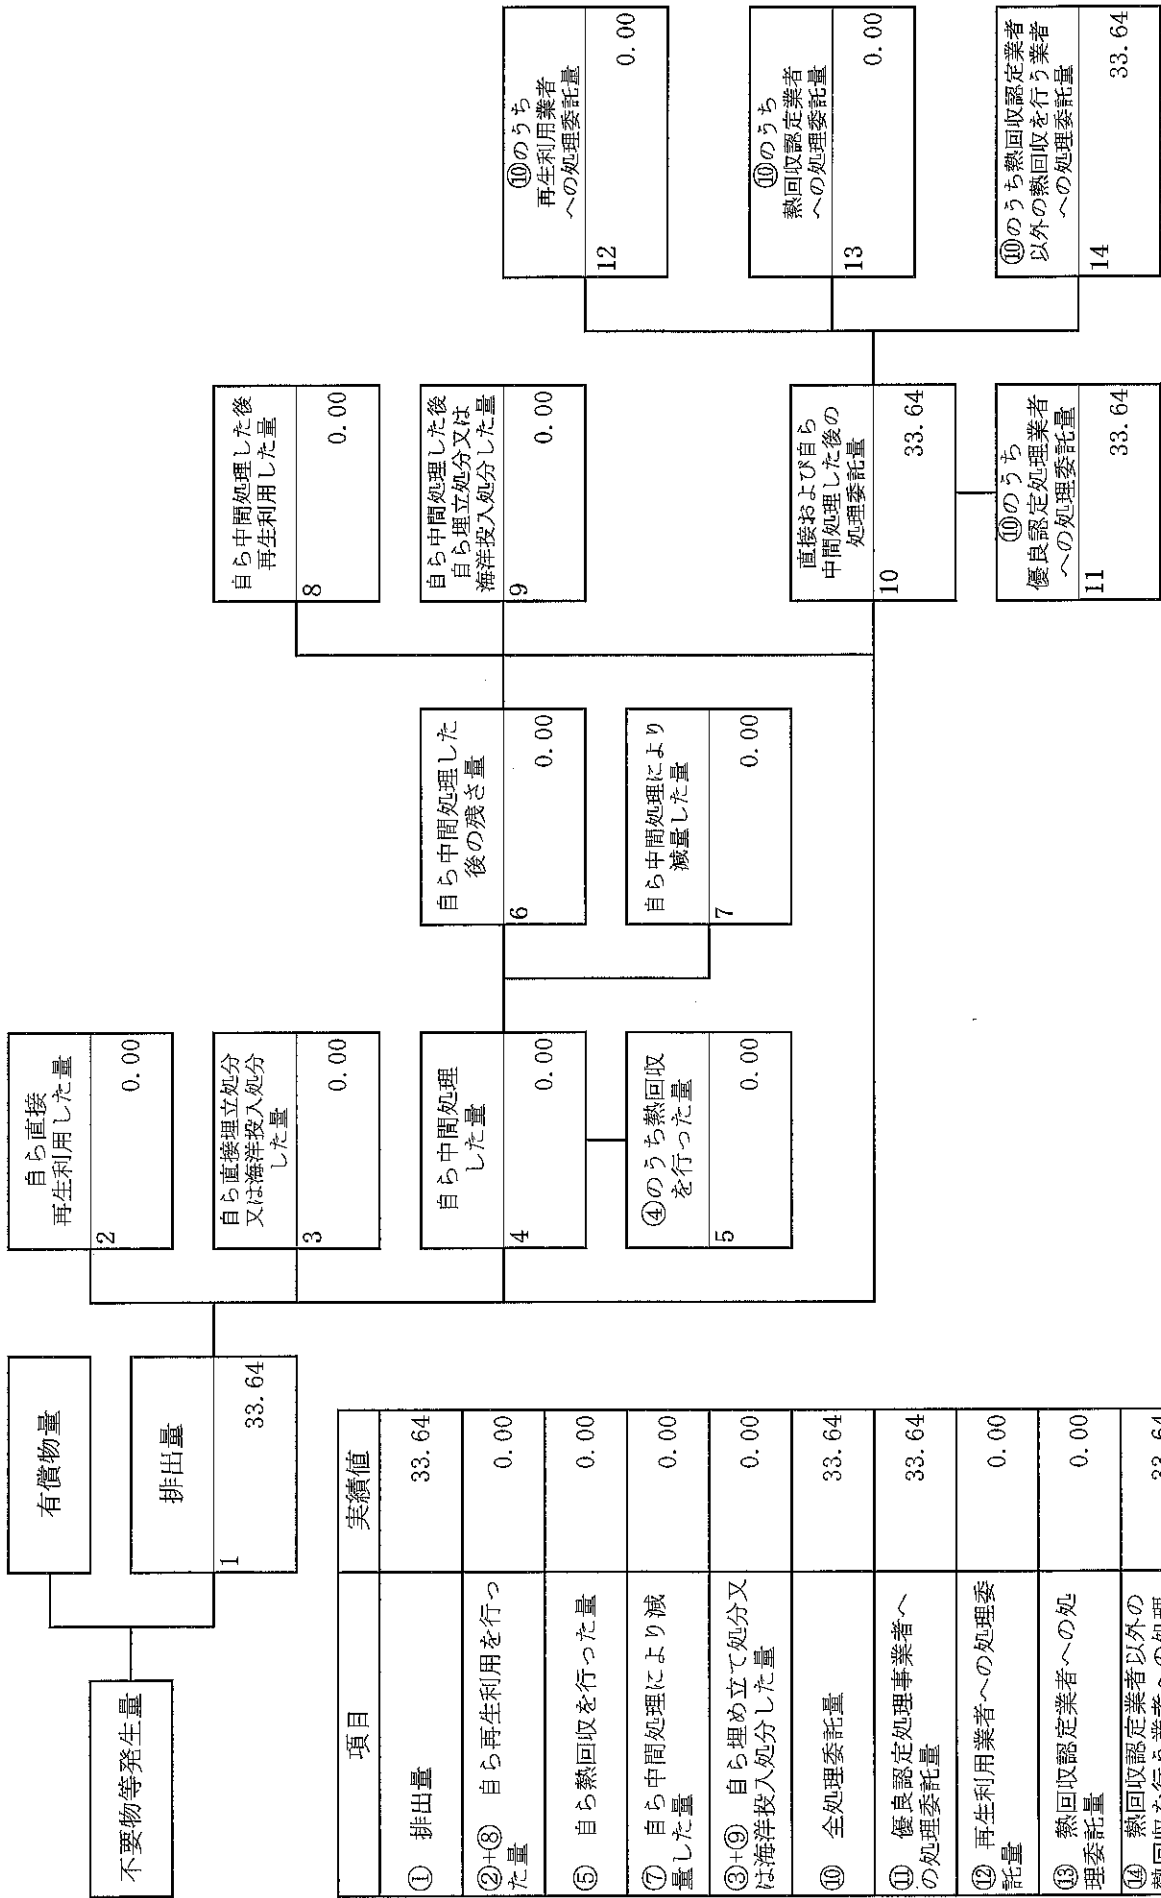 不要物等発生量
有償物量
排出量
1
33.64
自ら直接
再生利用した量
2
0.00
自ら直接埋立処分
又は海洋投入処分
した量
3
0.00
自ら中間処理
した量
4
0.00
④のうち熱回収
を行った量
5
0.00
自ら中間処理した
後の残さ量
6
0.00
自ら中間処理により
減量した量
7
0.00
自ら中間処理した後
再生利用した量
8
0.00
自ら中間処理した後
自ら埋立処分又は
海洋投入処分した量
9
0.00
直接および自ら
中間処理した後の
処理委託量
10
33.64
⑩のうち
優良認定処理業者
への処理委託量
11
33.64
⑩のうち
再生利用業者
への処理委託量
12
0.00
⑩のうち
熱回収認定業者
への処理委託量
13
0.00
⑩のうち熱回収認定業者
以外の熱回収を行う業者
への処理委託量
14
33.64
項目
実績値
① 排出量
33.64
②+⑧ 自ら再生利用を行っ
た量
0.00
⑤ 自ら熱回収を行った量
0.00
⑦ 自ら中間処理により減
量した量
0.00
③+⑨ 自ら埋め立て処分又
は海洋投入処分した量
0.00
⑩ 全処理委託量
33.64
⑪ 優良認定処理事業者へ
の処理委託量
33.64
⑫ 再生利用業者への処理委
託量
0.00
⑬ 熱回収認定業者への処
理委託量
0.00
⑭ 熱回収認定業者以外の
熱回収を行う業者への処理
33.64